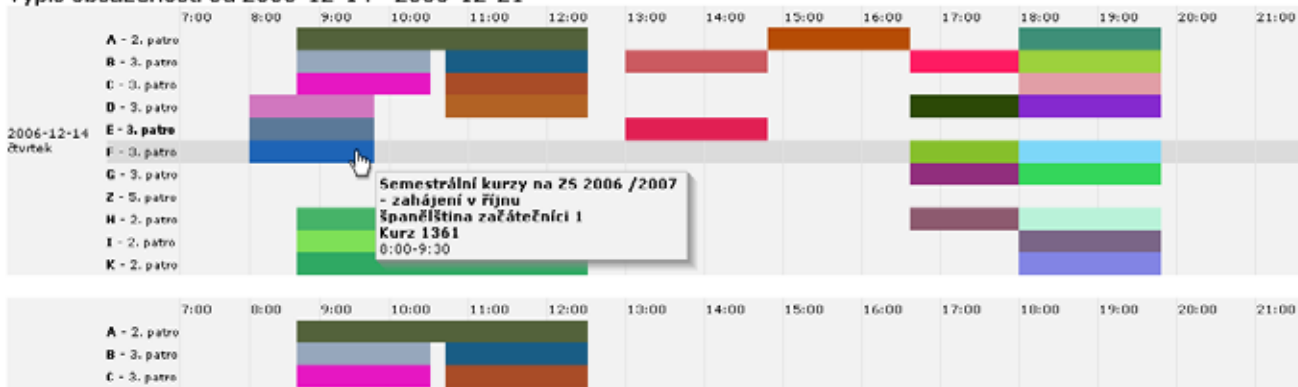 7:00 8:00 9:00 10:00 11:00 12:00 13:00 14:00 15:00 16:00 17:00 18:00 19:00 20:00 21:00
A - 2. patro
B - 3. patro
C - 3. patro
D - 3. patro
2006-12-14 E - 3. patro
čtvrtek F - 3. patro
G - 3. patro
Z - 5. patro
H - 2. patro
I - 2. patro
K - 2. patro
Semestrální kurzy na ZS 2006 /2007
- zahájení v říjnu
španělština začátečníci 1
Kurz 1361
8:00-9:30
7:00 8:00 9:00 10:00 11:00 12:00 13:00 14:00 15:00 16:00 17:00 18:00 19:00 20:00 21:00
A - 2. patro
B - 3. patro
C - 3. patro